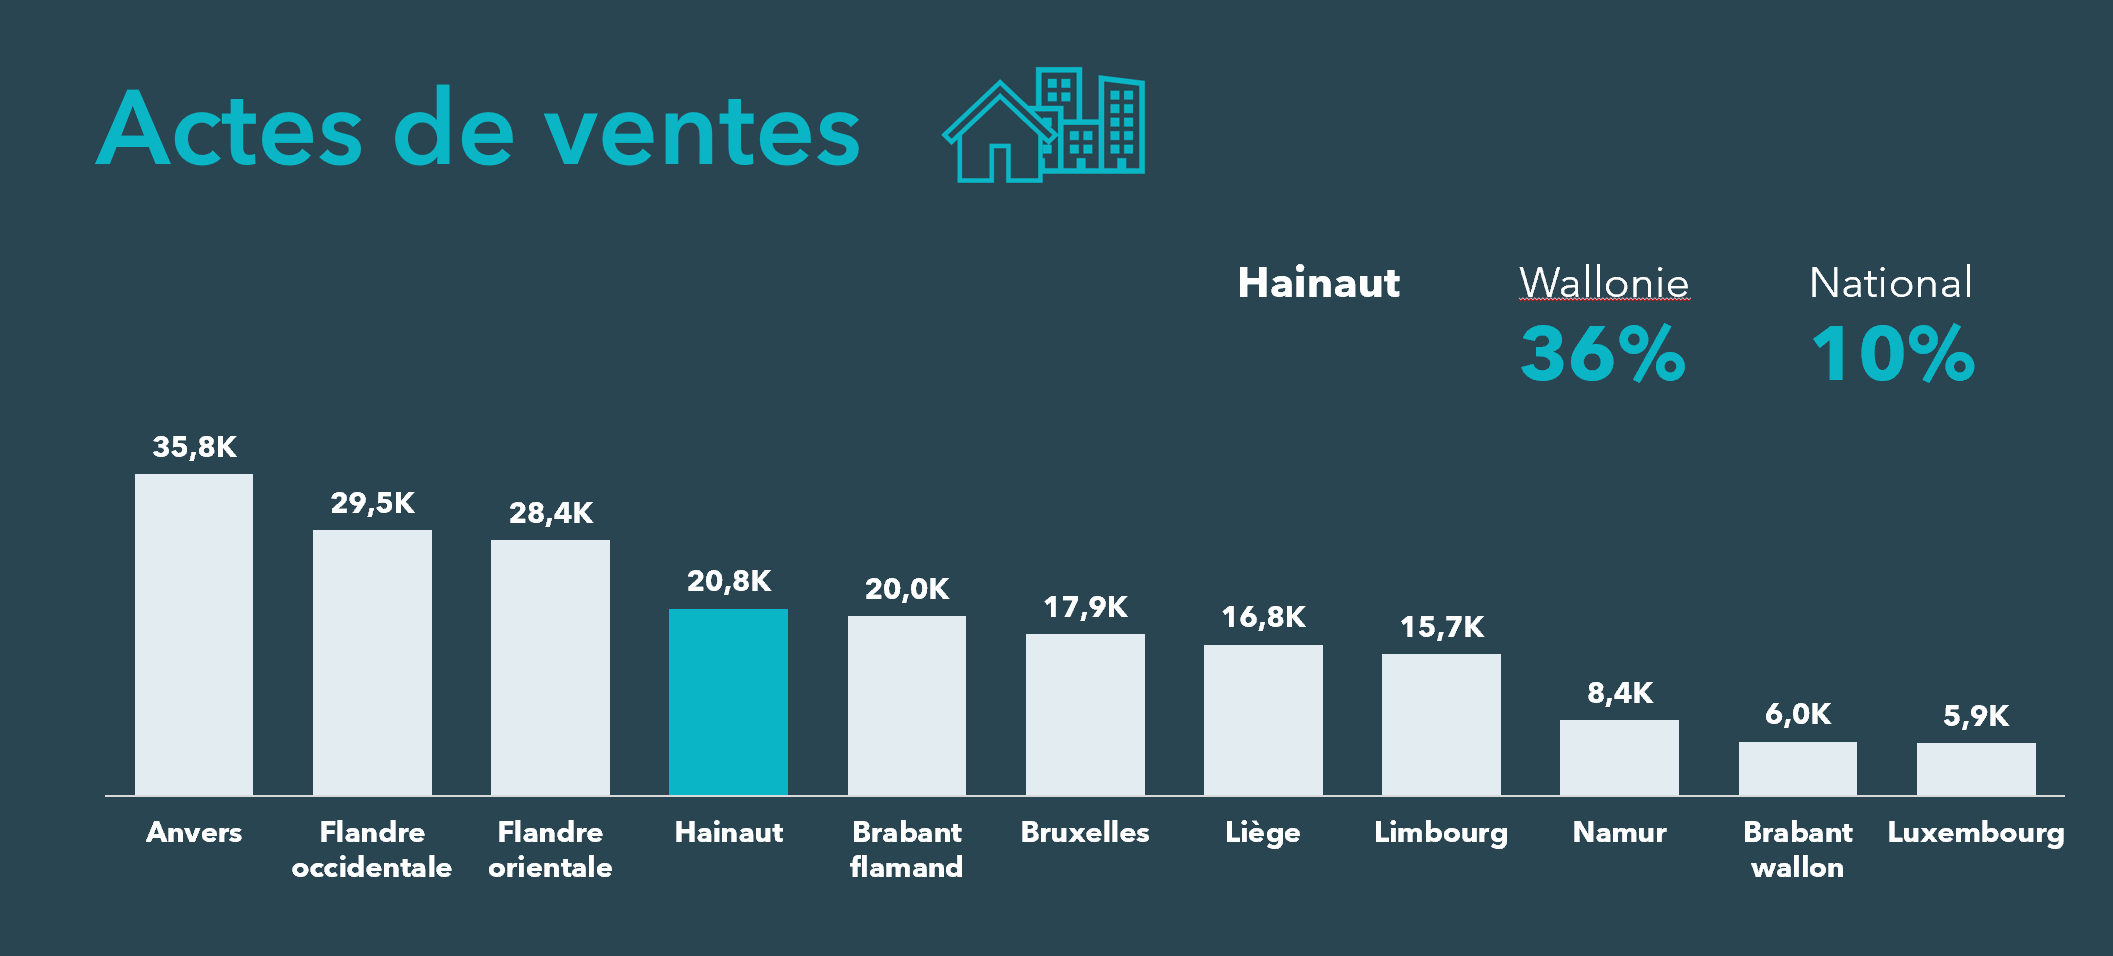 Actes de ventes
Hainaut Wallonie National
36% 10%
35,8K
29,5K
28,4K
20,8K
20,0K
17,9K
16,8K
15,7K
8,4K
6,0K
5,9K
Anvers
Flandre
occidentale
Flandre
orientale
Hainaut
Brabant
flamand
Bruxelles
Liège
Limbourg
Namur
Brabant
wallon
Luxembourg